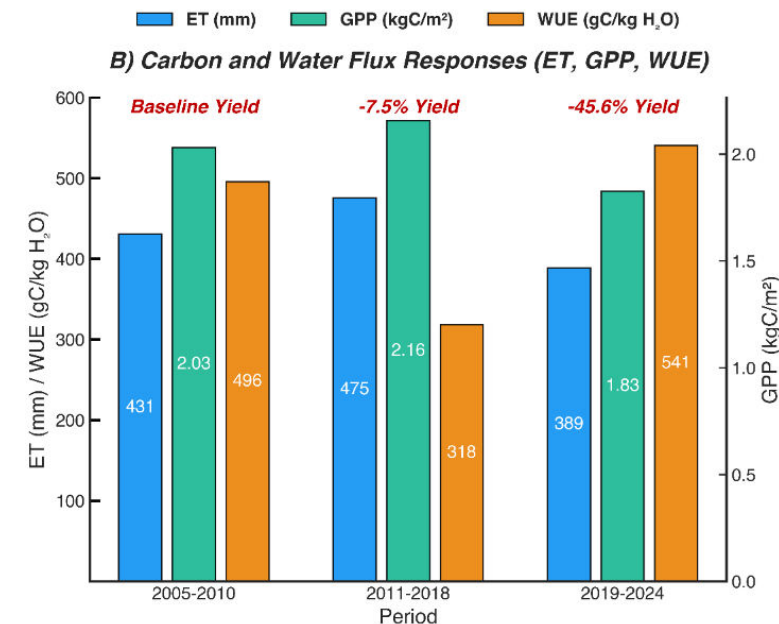 ET (mm) GPP (kgC/m²) WUE (gC/kg H₂O)
B) Carbon and Water Flux Responses (ET, GPP, WUE)
Baseline Yield -7.5% Yield -45.6% Yield
ET (mm) / WUE (gC/kg H₂O)
600
500
400
300
200
100
431
2.03
496
475
2.16
318
389
1.83
541
2.0
1.5
1.0
0.5
0.0
GPP (kgC/m²)
2005-2010 2011-2018 2019-2024
Period